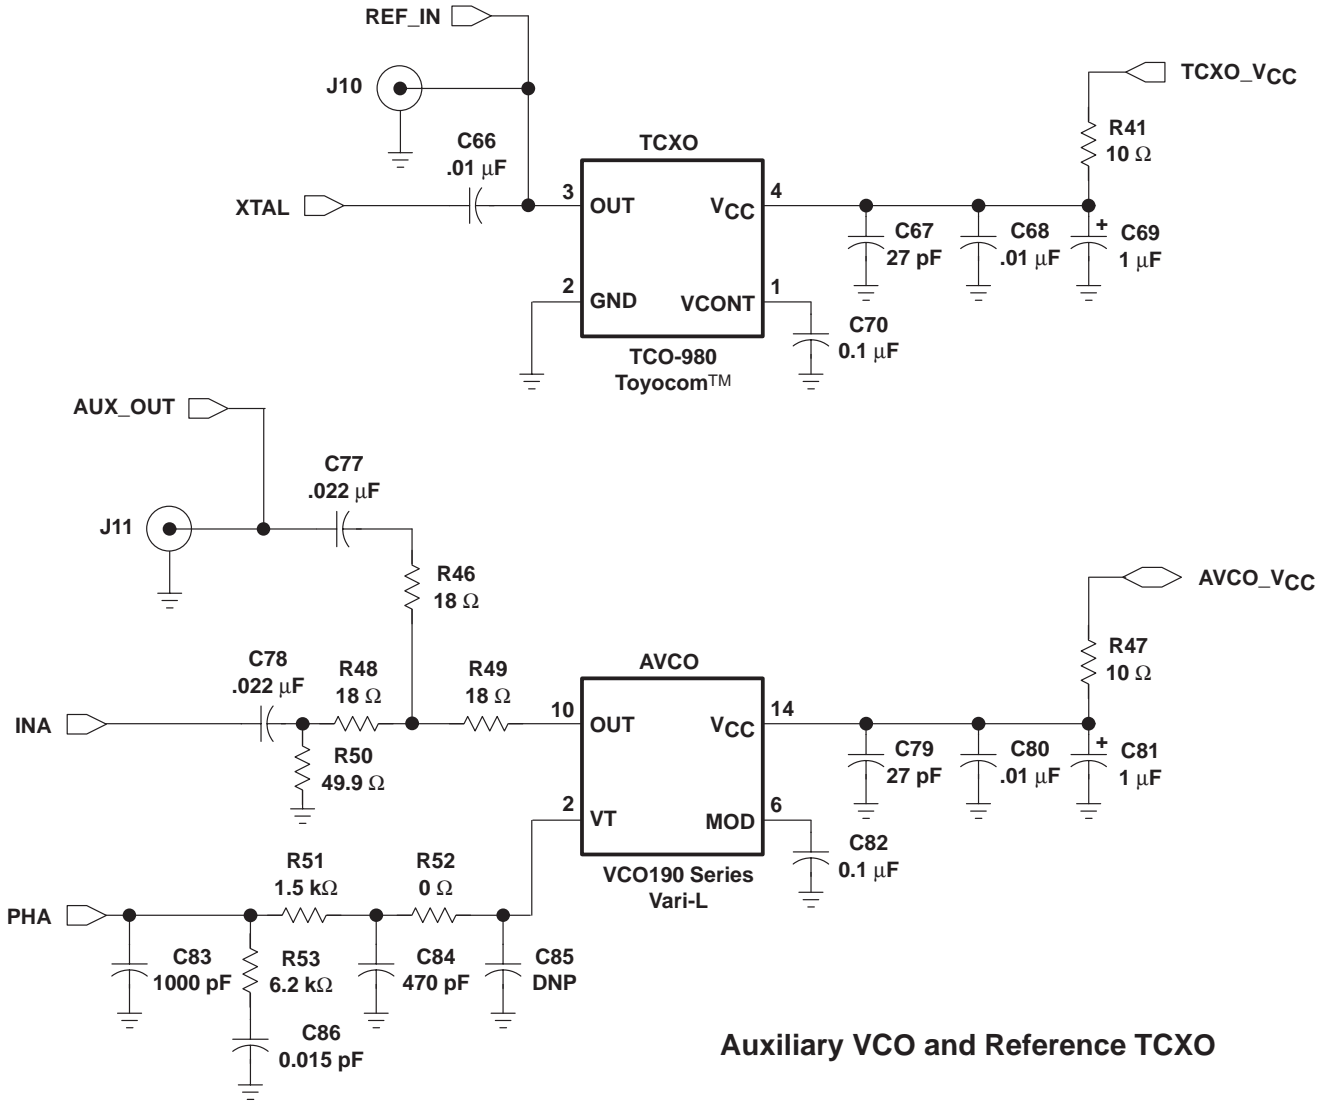 REF_IN
J10
TCXO_VCC
R41
10 Ω
C66
.01 μF
TCXO
XTAL
3
OUT
VCC
4
C67
27 pF
C68
.01 μF
+
C69
1 μF
2
GND
VCONT
1
C70
0.1 μF
TCO-980
Toyocom™
AUX_OUT
C77
.022 μF
J11
R46
18 Ω
AVCO_VCC
R47
10 Ω
C78
.022 μF
R48
18 Ω
R49
18 Ω
AVCO
INA
10
OUT
VCC
14
R50
49.9 Ω
C79
27 pF
C80
.01 μF
+
C81
1 μF
2
VT
MOD
6
C82
0.1 μF
VCO190 Series
Vari-L
R51
1.5 kΩ
R52
0 Ω
PHA
C83
1000 pF
R53
6.2 kΩ
C84
470 pF
C85
DNP
C86
0.015 pF
Auxiliary VCO and Reference TCXO